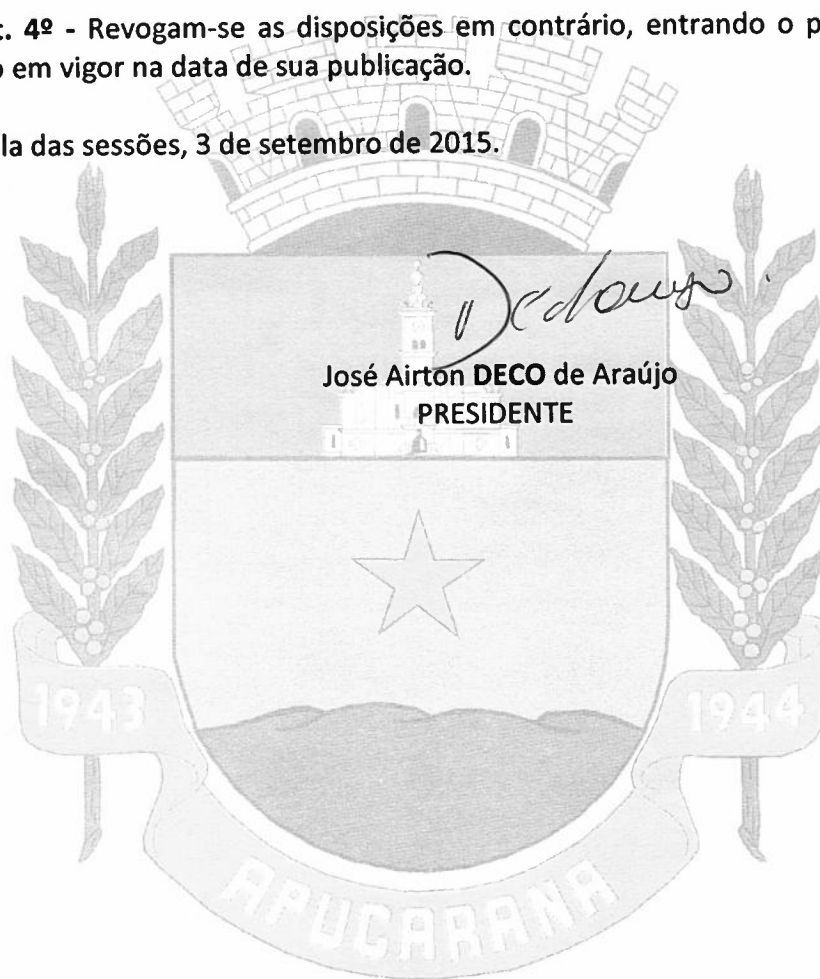 t. 4º - Revogam-se as disposições em contrário, entrando o p
o em vigor na data de sua publicação.
la das sessões, 3 de setembro de 2015.
José Airton DECO de Araújo
PRESIDENTE
1943
1944
APUCARANA